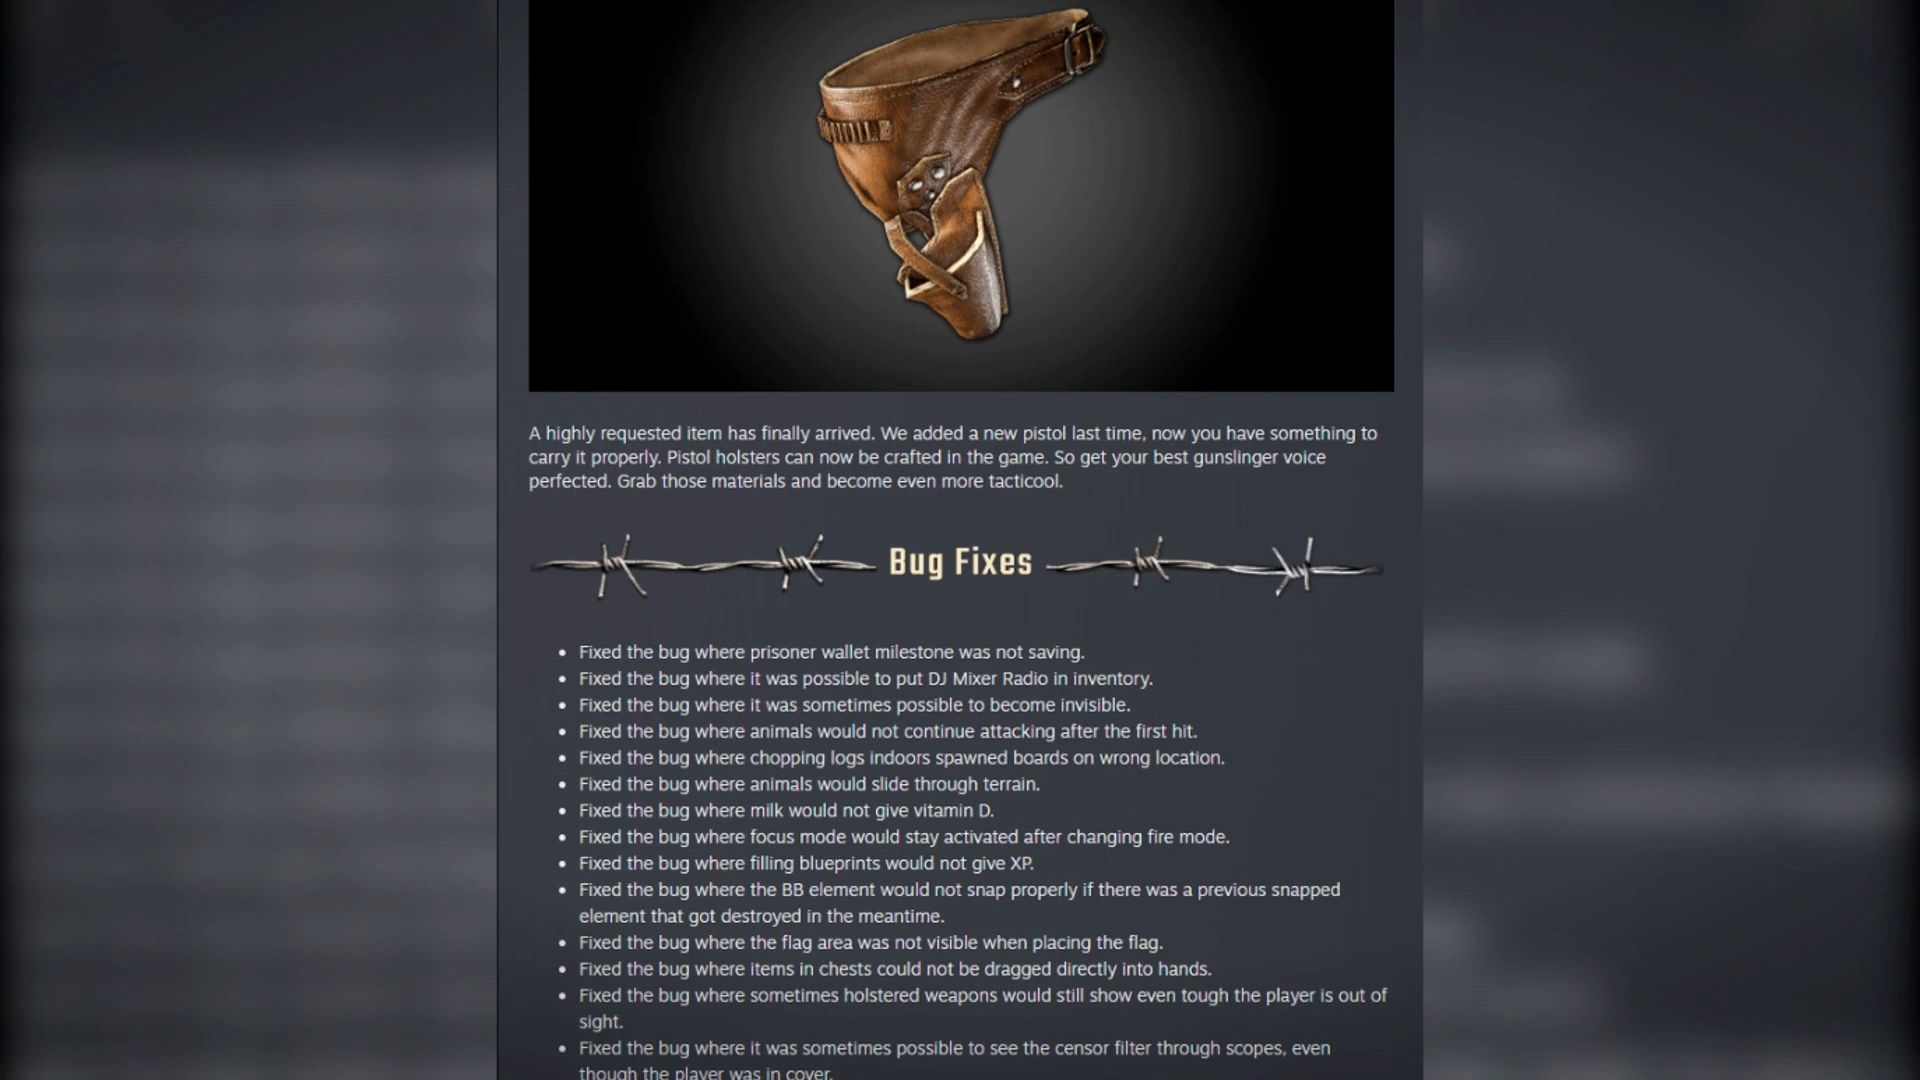 A highly requested item has finally arrived. We added a new pistol last time, now you have something to
carry it properly. Pistol holsters can now be crafted in the game. So get your best gunslinger voice
perfected. Grab those materials and become even more tacticool.
Bug Fixes
• Fixed the bug where prisoner wallet milestone was not saving.
• Fixed the bug where it was possible to put DJ Mixer Radio in inventory.
• Fixed the bug where it was sometimes possible to become invisible.
• Fixed the bug where animals would not continue attacking after the first hit.
• Fixed the bug where chopping logs indoors spawned boards on wrong location.
• Fixed the bug where animals would slide through terrain.
• Fixed the bug where milk would not give vitamin D.
• Fixed the bug where focus mode would stay activated after changing fire mode.
• Fixed the bug where filling blueprints would not give XP.
• Fixed the bug where the BB element would not snap properly if there was a previous snapped
element that got destroyed in the meantime.
• Fixed the bug where the flag area was not visible when placing the flag.
• Fixed the bug where items in chests could not be dragged directly into hands.
• Fixed the bug where sometimes holstered weapons would still show even tough the player is out of
sight.
• Fixed the bug where it was sometimes possible to see the censor filter through scopes, even
though the player was in cover.